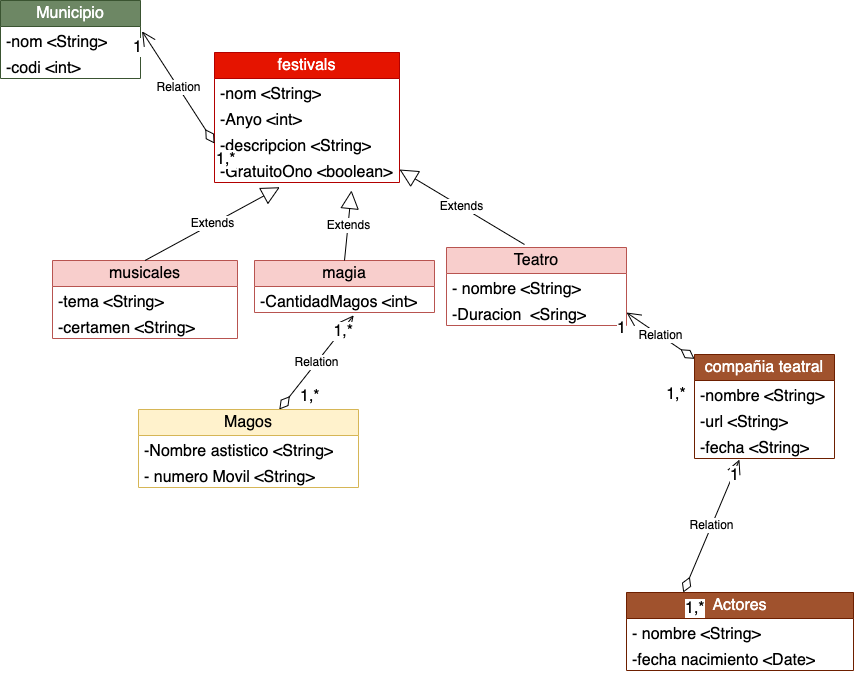 Municipio
-nom <String>
-codi <int>
1
Relation
festivals
-nom <String>
-Anyo <int>
-descripcion <String>
1,*
-GratuitoOno <boolean>
Extends
Extends
Extends
musicales
-tema <String>
-certamen <String>
magia
-CantidadMagos <int>
Teatro
- nombre <String>
-Duracion <Sring>
1
Relation
1,*
Relation
1,*
compañia teatral
-nombre <String>
-url <String>
-fecha <String>
1,*
Magos
-Nombre astistico <String>
- numero Movil <String>
1
Relation
1,*
Actores
- nombre <String>
-fecha nacimiento <Date>